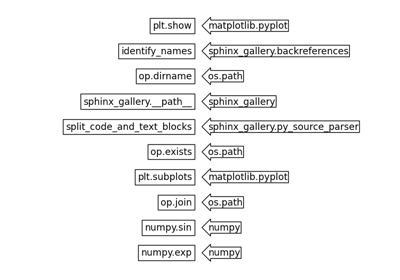 plt.show matplotlib.pyplot
identify_names sphinx_gallery.backreferences
op.dirname os.path
sphinx_gallery.__path__ sphinx_gallery
split_code_and_text_blocks sphinx_gallery.py_source_parser
op.exists os.path
plt.subplots matplotlib.pyplot
op.join os.path
numpy.sin numpy
numpy.exp numpy